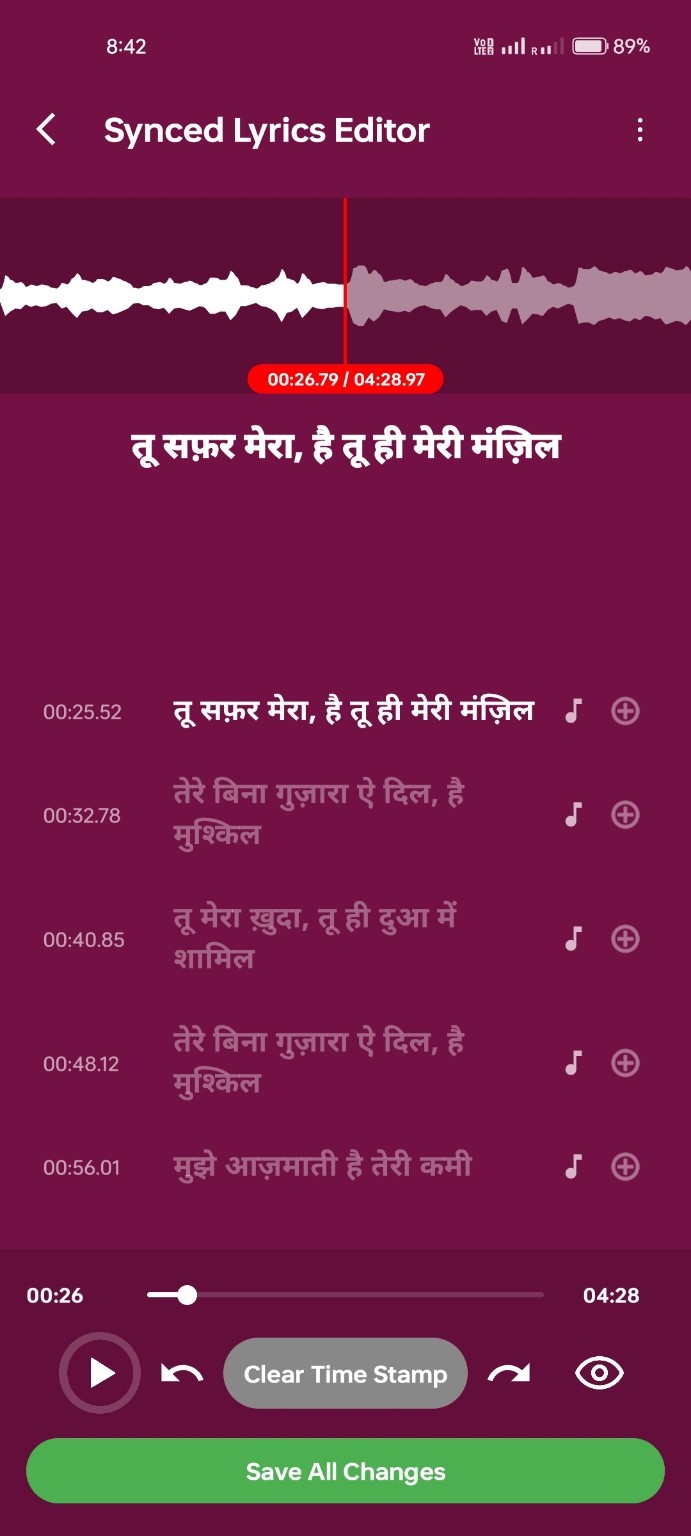 8:42
Vo LTE2 R 89%
Synced Lyrics Editor
00:26.79 / 04:28.97
तू सफ़र मेरा, है तू ही मेरी मंज़िल
00:25.52 तू सफ़र मेरा, है तू ही मेरी मंज़िल
00:32.78 तेरे बिना गुज़ारा ऐ दिल, है
मुश्किल
00:40.85 तू मेरा ख़ुदा, तू ही दुआ में
शामिल
00:48.12 तेरे बिना गुज़ारा ऐ दिल, है
मुश्किल
00:56.01 मुझे आज़माती है तेरी कमी
00:26 04:28
Clear Time Stamp
Save All Changes